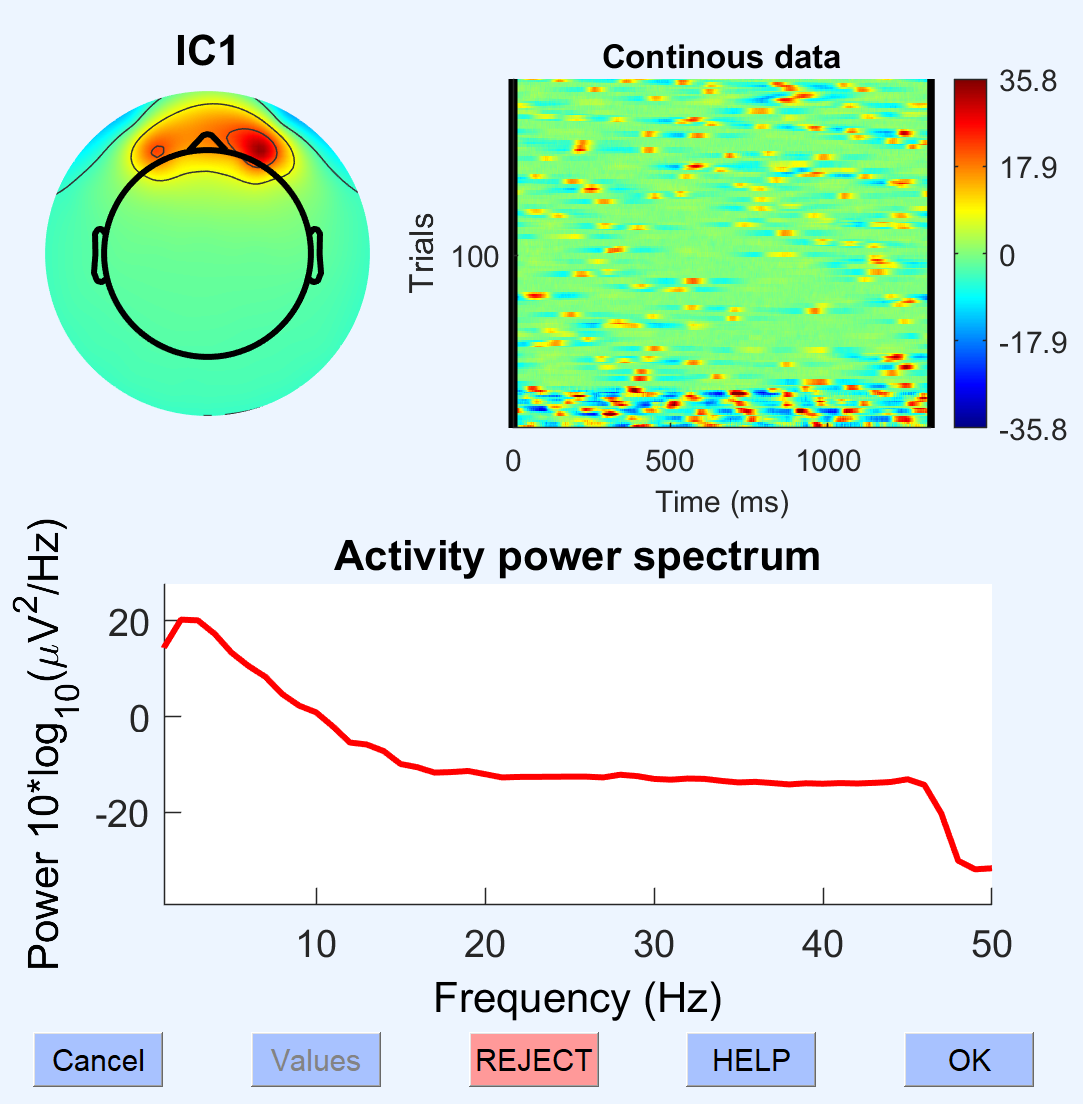 IC1
Continous data
Trials
100
0
500
1000
Time (ms)
35.8
17.9
0
-17.9
-35.8
Activity power spectrum
Power 10*log10(μV2/Hz)
20
0
-20
10
20
30
40
50
Frequency (Hz)
Cancel
Values
REJECT
HELP
OK